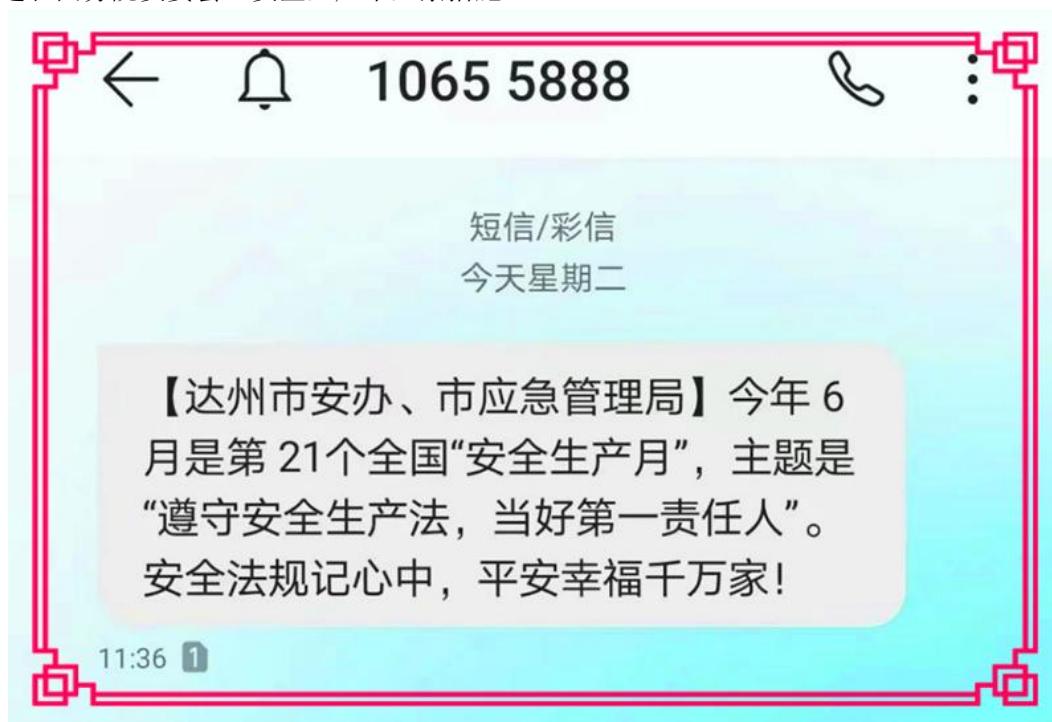 1065 5888
短信/彩信
今天星期二
【达州市安办、市应急管理局】今年 6
月是第 21个全国“安全生产月”，主题是
“遵守安全生产法，当好第一责任人”。
安全法规记心中，平安幸福千万家！
11:36 1